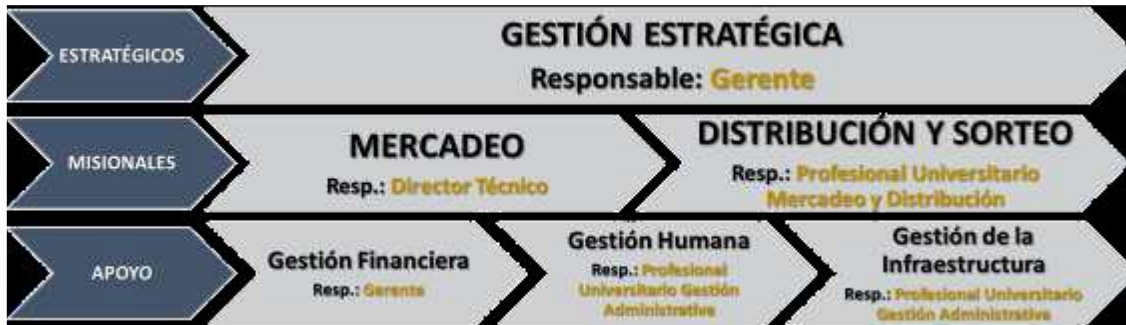 ESTRATÉGICOS
GESTIÓN ESTRATÉGICA
Responsable: Gerente
MISIONALES
MERCADEO
Resp.: Director Técnico
DISTRIBUCIÓN Y SORTEO
Resp.: Profesional Universitario
Mercadeo y Distribución
APOYO
Gestión Financiera
Resp.: Gerente
Gestión Humana
Resp.: Profesional
Universitario Gestión
Administrativa
Gestión de la
Infraestructura
Resp.: Profesional Universitario
Gestión Administrativa